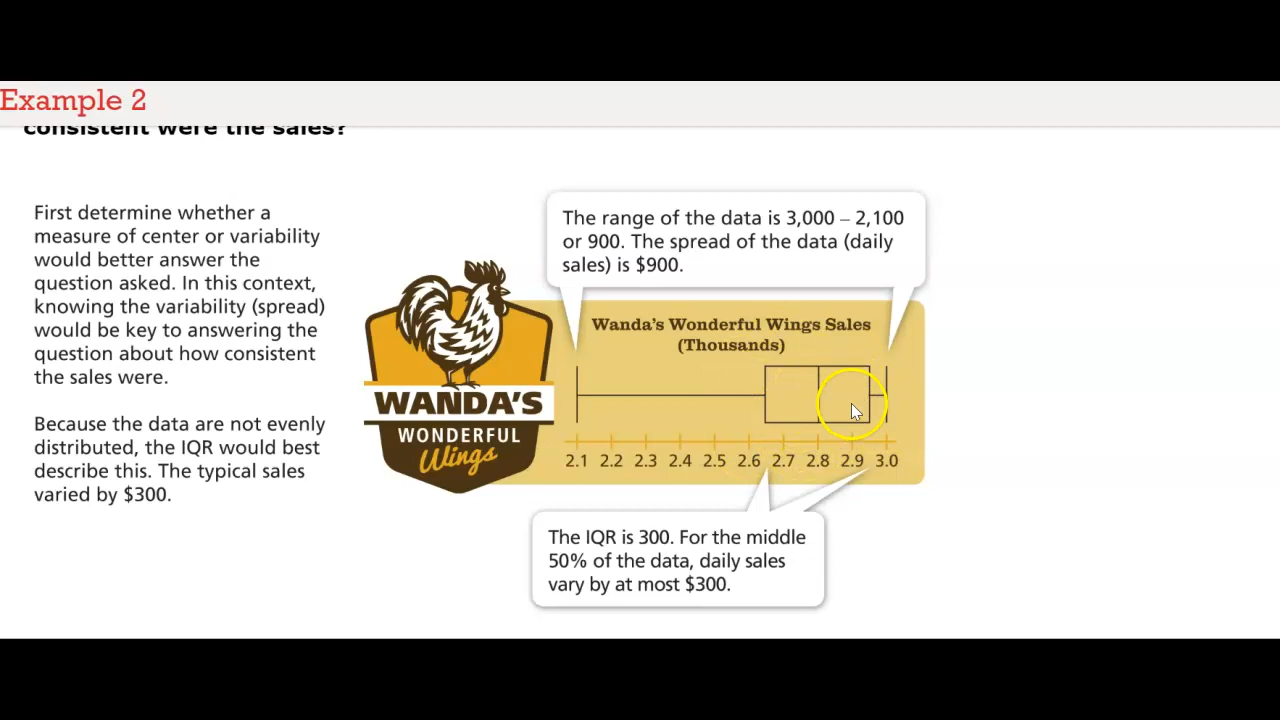 Example 2
consistent were the sales?
First determine whether a
measure of center or variability
would better answer the
question asked. In this context,
knowing the variability (spread)
would be key to answering the
question about how consistent
the sales were.
Because the data are not evenly
distributed, the IQR would best
describe this. The typical sales
varied by $300.
The range of the data is 3,000 – 2,100
or 900. The spread of the data (daily
sales) is $900.
WANDA'S
WONDERFUL
Wings
Wanda's Wonderful Wings Sales
(Thousands)
2.1 2.2 2.3 2.4 2.5 2.6 2.7 2.8 2.9 3.0
The IQR is 300. For the middle
50% of the data, daily sales
vary by at most $300.